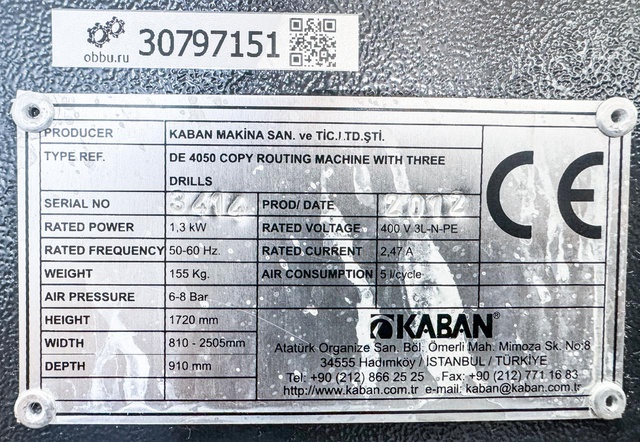 obbu.ru 30797151
PRODUCER KABAN MAKİNA SAN. ve TİC.LTD.ŞTİ.
TYPE REF. DE 4050 COPY ROUTING MACHINE WITH THREE
DRILLS
SERIAL NO 3414 PROD/ DATE 2012
RATED POWER 1,3 kW RATED VOLTAGE 400 V 3L-N-PE
RATED FREQUENCY 50-60 Hz. RATED CURRENT 2,47 A
WEIGHT 155 Kg. AIR CONSUMPTION 5 l/cycle
AIR PRESSURE 6-8 Bar
HEIGHT 1720 mm
WIDTH 810 - 2505mm
DEPTH 910 mm
CE
KABAN®
Atatürk Organize San. Böl. Ömerli Mah. Mimoza Sk. No:8
34555 Hadımköy / İSTANBUL / TÜRKİYE
Tel: +90 (212) 866 25 25 Fax: +90 (212) 771 16 83
http://www.kaban.com.tr e-mail: kaban@kaban.com.tr